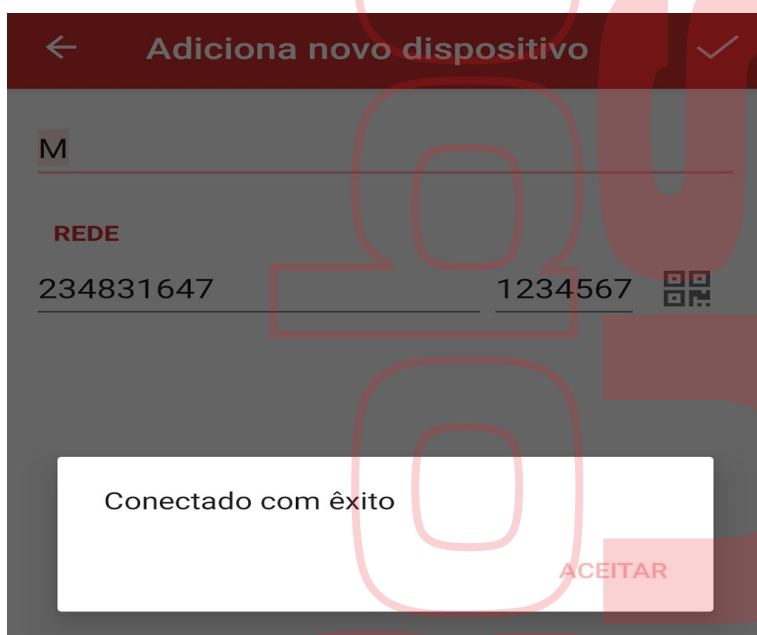 Adiciona novo dispositivo
M
REDE
234831647 1234567
Conectado com êxito
ACEITAR